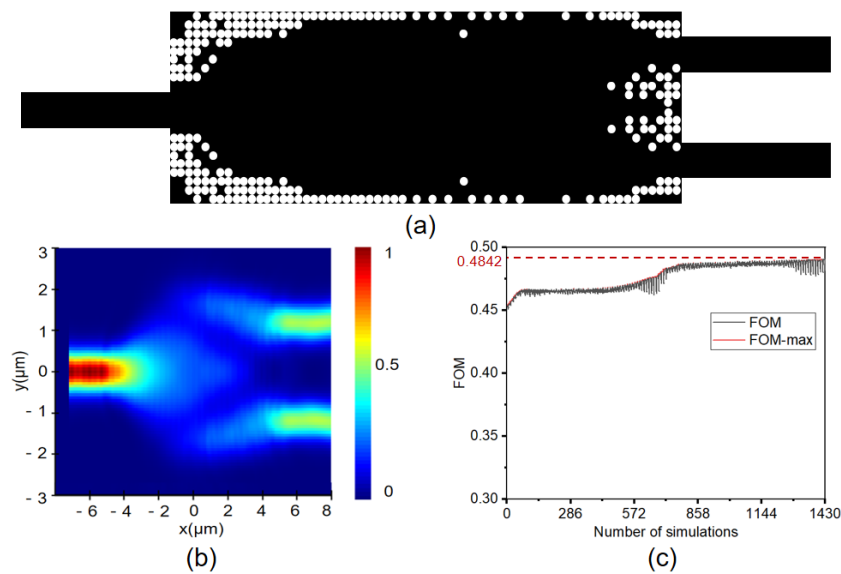 (a)
3
2
1
0
- 1
- 2
- 3
y(μm)
- 6 - 4 - 2 0 2 4 6 8
x(μm)
1
0.5
0
(b)
0.50
0.4842
0.45
0.40
0.35
0.30
FOM
FOM
FOM-max
0 286 572 858 1144 1430
Number of simulations
(c)